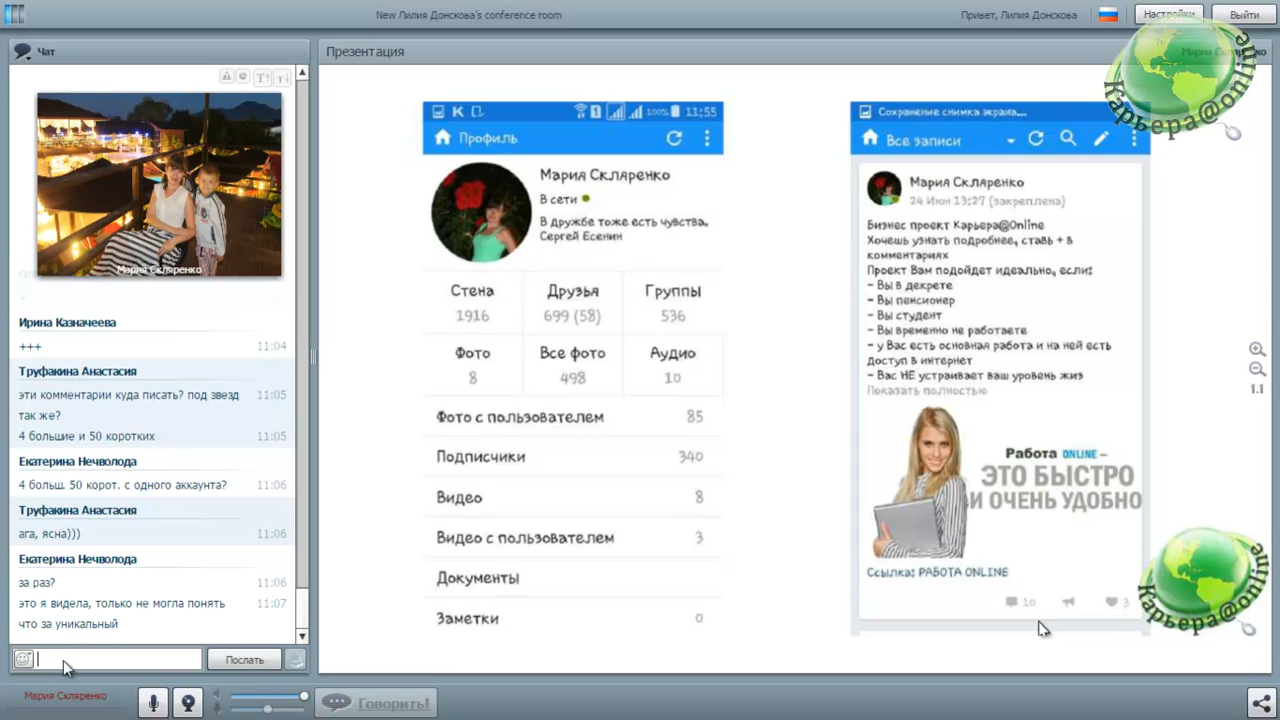 New Лилия Донскова's conference room
Привет, Лилия Донскова
Настройки
Выйти
Чат
Мария Скляренко
Ирина Казначеева
+++ 11:04
Труфакина Анастасия
эти комментарии куда писать? под звезд 11:05
так же?
4 большие и 50 коротких 11:05
Екатерина Нечволода
4 больш. 50 корот. с одного аккаунта? 11:06
Труфакина Анастасия
ага, ясна))) 11:06
Екатерина Нечволода
за раз? 11:06
это я видела, только не могла понять 11:07
что за уникальный
Послать
Мария Скляренко
Говорить!
Презентация
Мария Скляренко
100% 11:55
Профиль
Мария Скляренко
В сети
В дружбе тоже есть чувства.
Сергей Есенин
Стена Друзья Группы
1916 699 (58) 536
Фото Все фото Аудио
8 498 10
Фото с пользователем 85
Подписчики 340
Видео 8
Видео с пользователем 3
Документы
Заметки 0
Сохранение снимка экрана...
Все записи
Мария Скляренко
24 Июн 13:27 (закреплена)
Бизнес проект Карьера@Online
Хочешь узнать подробнее, ставь + в
комментариях
Проект Вам подойдет идеально, если:
- Вы в декрете
- Вы пенсионер
- Вы студент
- Вы временно не работаете
- у Вас есть основная работа и на ней есть
доступ в интернет
- Вас НЕ устраивает ваш уровень жиз
Показать полностью
Работа ONLINE –
ЭТО БЫСТРО
И ОЧЕНЬ УДОБНО
Ссылка: РАБОТА ONLINE
10 3
1.1
Карьера@online
Карьера@online